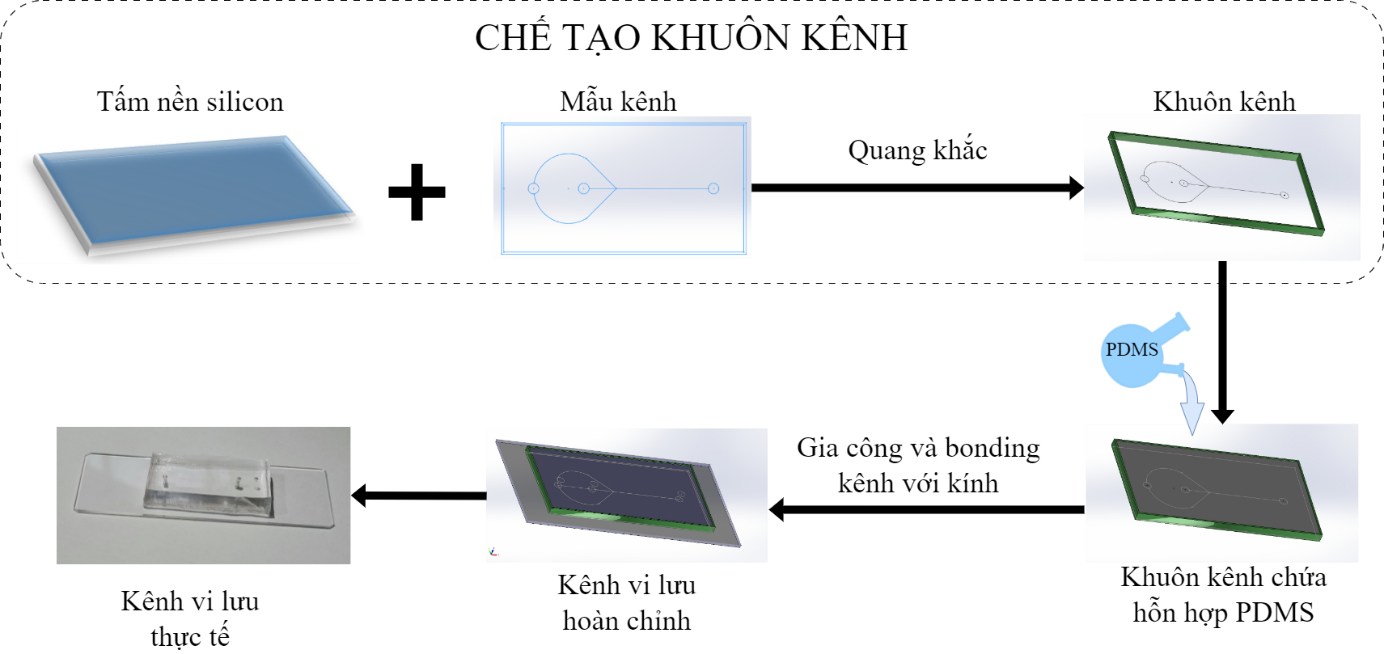 CHẾ TẠO KHUÔN KÊNH
Tấm nền silicon
Mẫu kênh
Quang khắc
Khuôn kênh
PDMS
Gia công và bonding
kênh với kính
Khuôn kênh chứa
hỗn hợp PDMS
Kênh vi lưu
hoàn chỉnh
Kênh vi lưu
thực tế